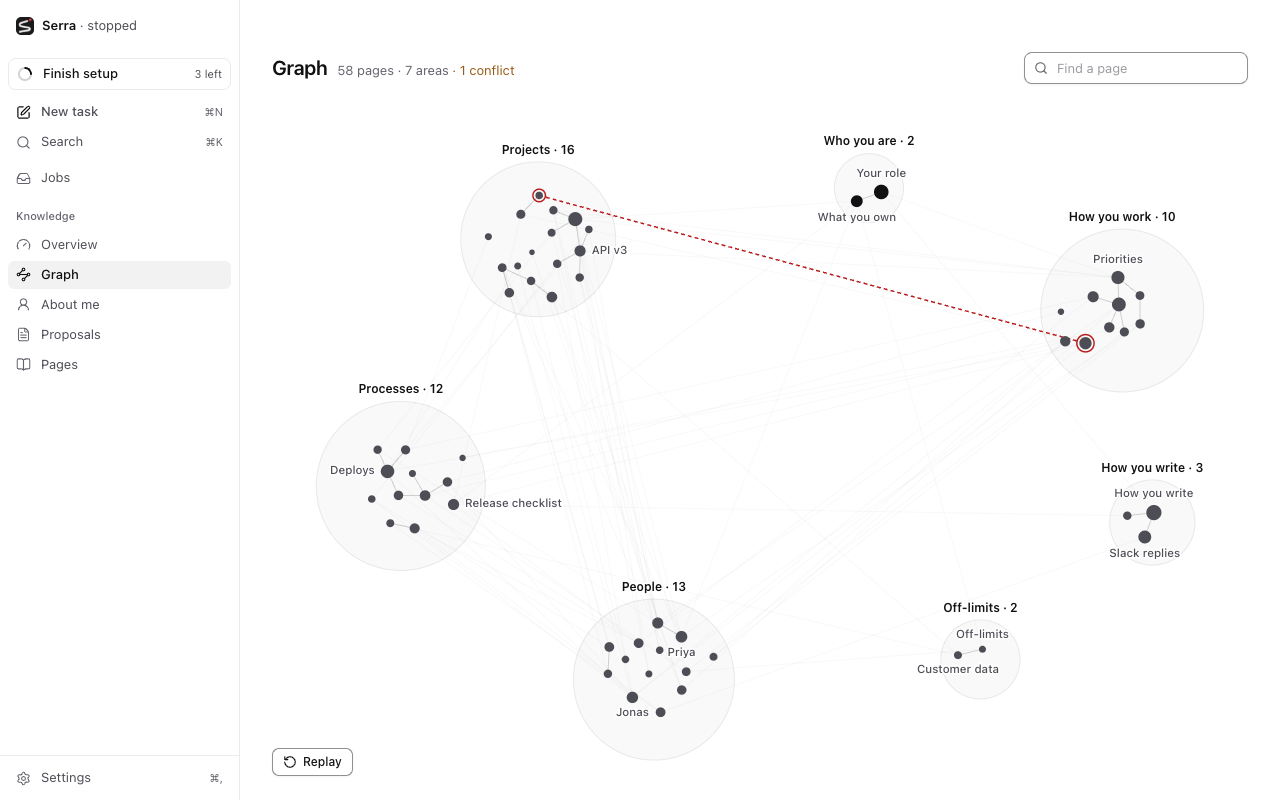 Serra · stopped
Finish setup 3 left
New task ⌘N
Search ⌘K
Jobs
Knowledge
Overview
Graph
About me
Proposals
Pages
Settings ⌘,
Graph 58 pages · 7 areas · 1 conflict
Find a page
Projects · 16
API v3
Who you are · 2
Your role
What you own
How you work · 10
Priorities
Processes · 12
Deploys
Release checklist
How you write · 3
How you write
Slack replies
People · 13
Priya
Jonas
Off-limits · 2
Off-limits
Customer data
Replay